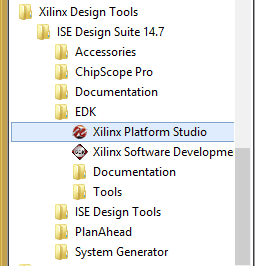 Xilinx Design Tools
ISE Design Suite 14.7
Accessories
ChipScope Pro
Documentation
EDK
Xilinx Platform Studio
Xilinx Software Developme
Documentation
Tools
ISE Design Tools
PlanAhead
System Generator